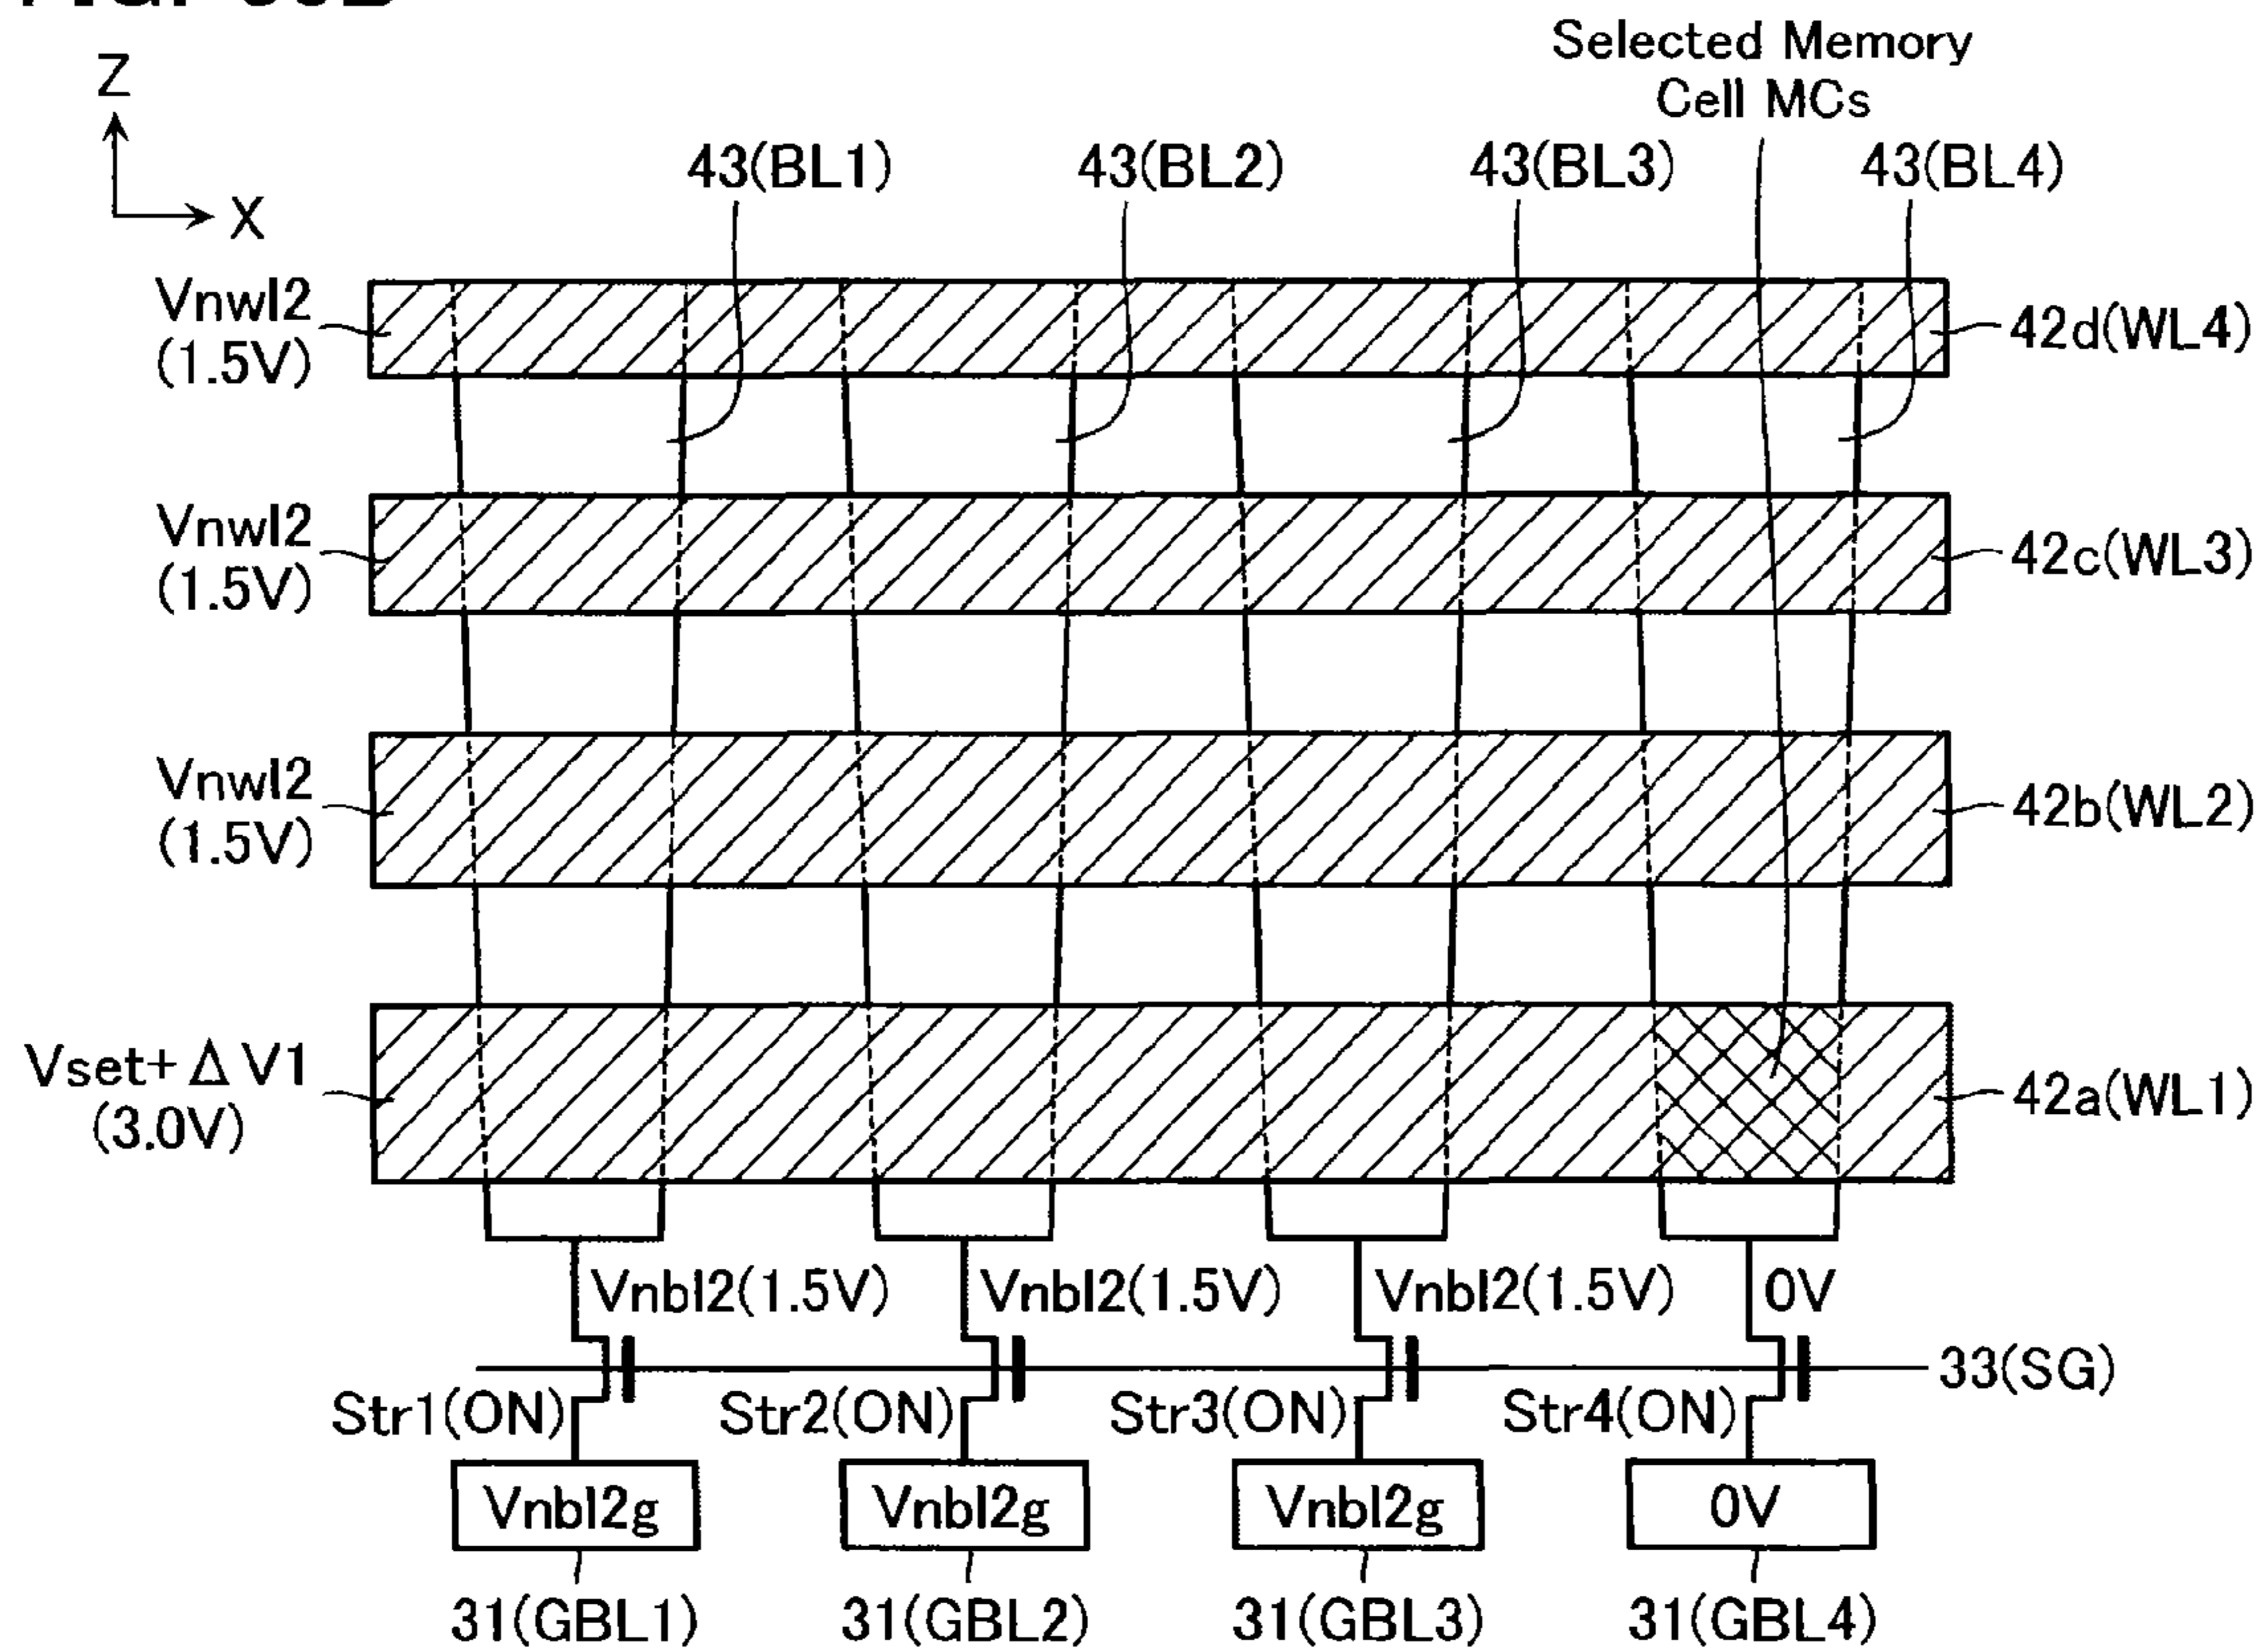 Selected Memory
Cell MCs
Z
X
43(BL1)
43(BL2)
43(BL3)
43(BL4)
Vnwl2
(1.5V)
42d(WL4)
Vnwl2
(1.5V)
42c(WL3)
Vnwl2
(1.5V)
42b(WL2)
Vset+ΔV1
(3.0V)
42a(WL1)
Vnbl2(1.5V)
Vnbl2(1.5V)
Vnbl2(1.5V)
0V
33(SG)
Str1(ON)
Str2(ON)
Str3(ON)
Str4(ON)
Vnbl2g
Vnbl2g
Vnbl2g
0V
31(GBL1)
31(GBL2)
31(GBL3)
31(GBL4)